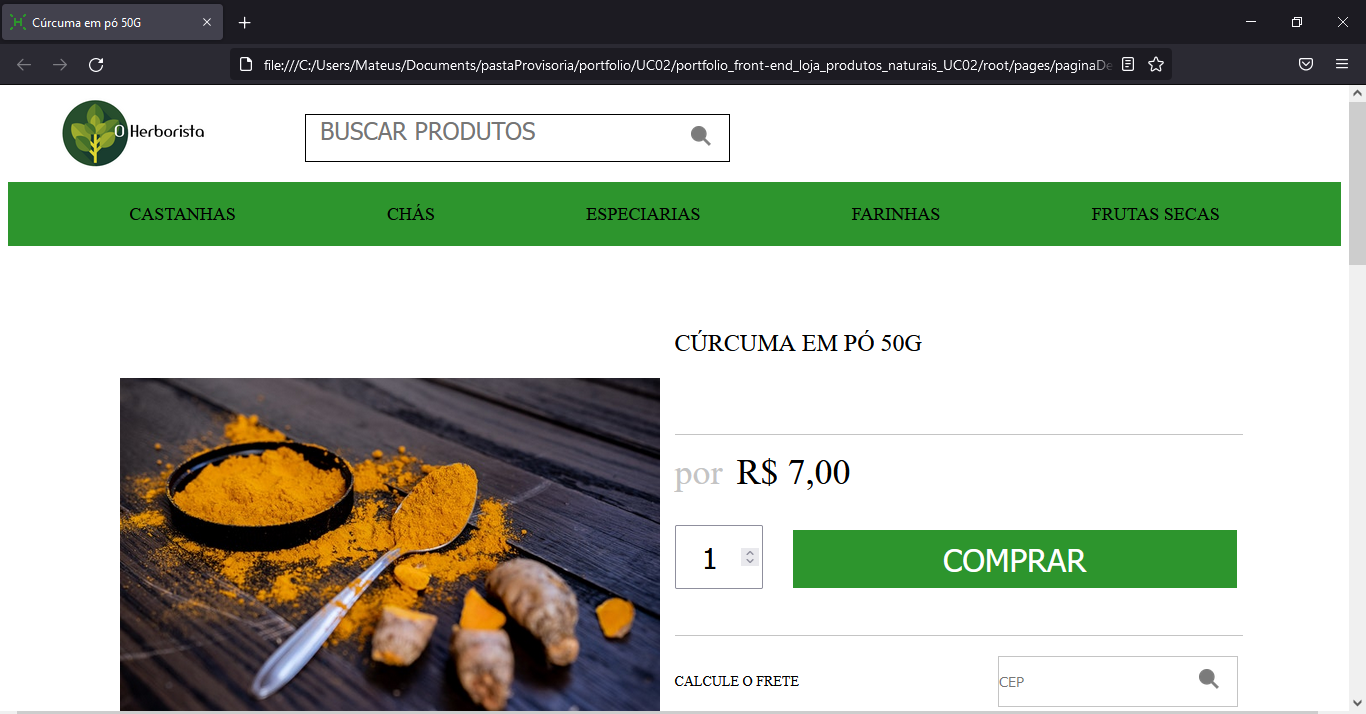 Cúrcuma em pó 50G
file:///C:/Users/Mateus/Documents/pastaProvisoria/portfolio/UC02/portfolio_front-end_loja_produtos_naturais_UC02/root/pages/paginaDe
O Herborista
BUSCAR PRODUTOS
CASTANHAS CHÁS ESPECIARIAS FARINHAS FRUTAS SECAS
CÚRCUMA EM PÓ 50G
por R$ 7,00
1 COMPRAR
CALCULE O FRETE CEP